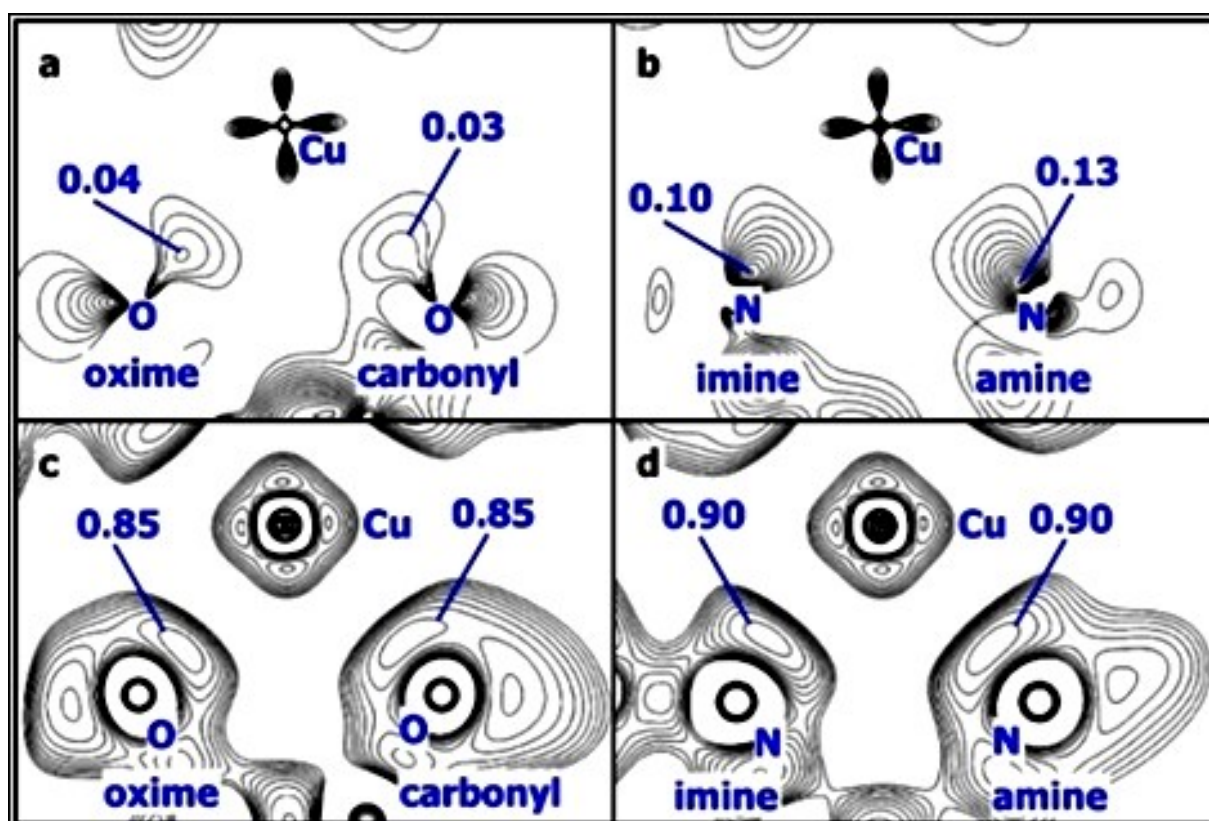 a
Cu
0.04
0.03
O
O
oxime
carbonyl
b
Cu
0.10
0.13
N
N
imine
amine
c
0.85
Cu
0.85
O
O
oxime
carbonyl
d
0.90
Cu
0.90
N
N
imine
amine